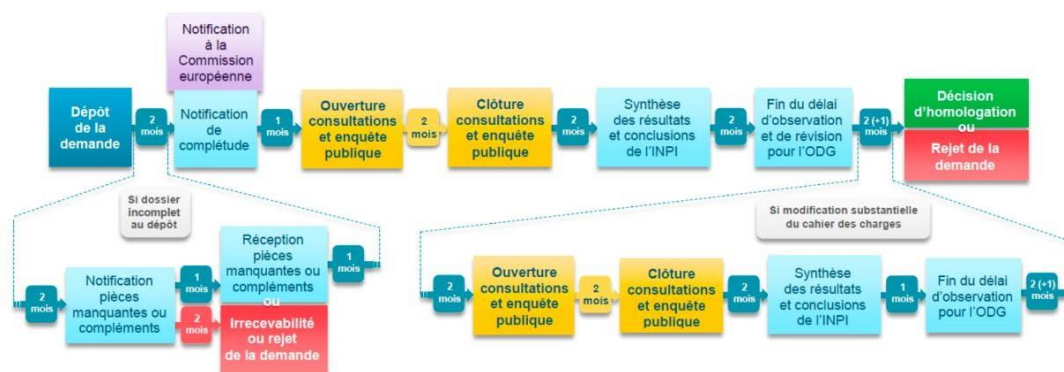 Notification
à la
Commission
européenne
Dépôt
de la
demande
2
mois
Notification
de
complétude
1
mois
Ouverture
consultations
et enquête
publique
2
mois
Clôture
consultations
et enquête
publique
2
mois
Synthèse
des résultats
et conclusions
de l'INPI
2
mois
Fin du délai
d'observation
et de révision
pour l'ODG
2 (+1)
mois
Décision
d'homologation
ou
Rejet de la
demande
Si dossier
incomplet
au dépôt
2
mois
Notification
pièces
manquantes ou
compléments
1
mois
Réception
pièces
manquantes ou
compléments
1
mois
2
mois
ou
Irrecevabilité
ou rejet
de la demande
Si modification substantielle
du cahier des charges
2
mois
Ouverture
consultations
et enquête
publique
2
mois
Clôture
consultations
et enquête
publique
2
mois
Synthèse
des résultats
et conclusions
de l'INPI
1
mois
Fin du délai
d'observation
pour l'ODG
2 (+1)
mois